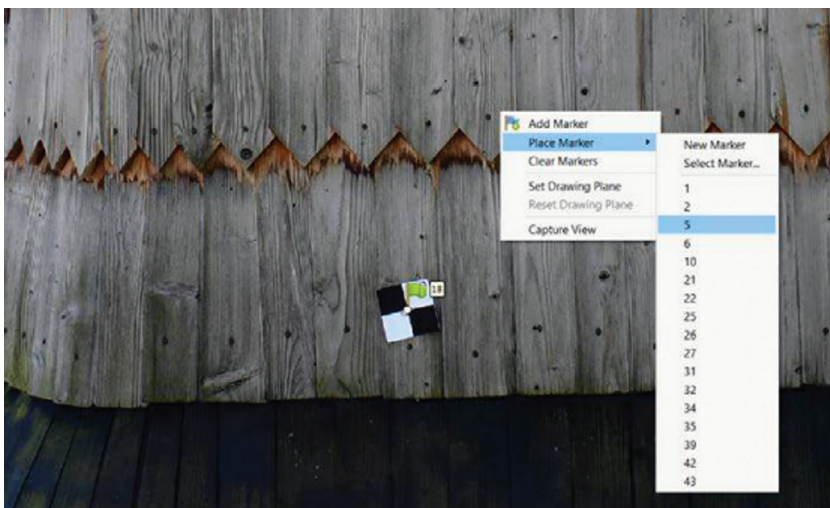 Add Marker
Place Marker
Clear Markers
Set Drawing Plane
Reset Drawing Plane
Capture View
New Marker
Select Marker...
1
2
5
6
10
21
22
25
26
27
31
32
34
35
39
42
43
18